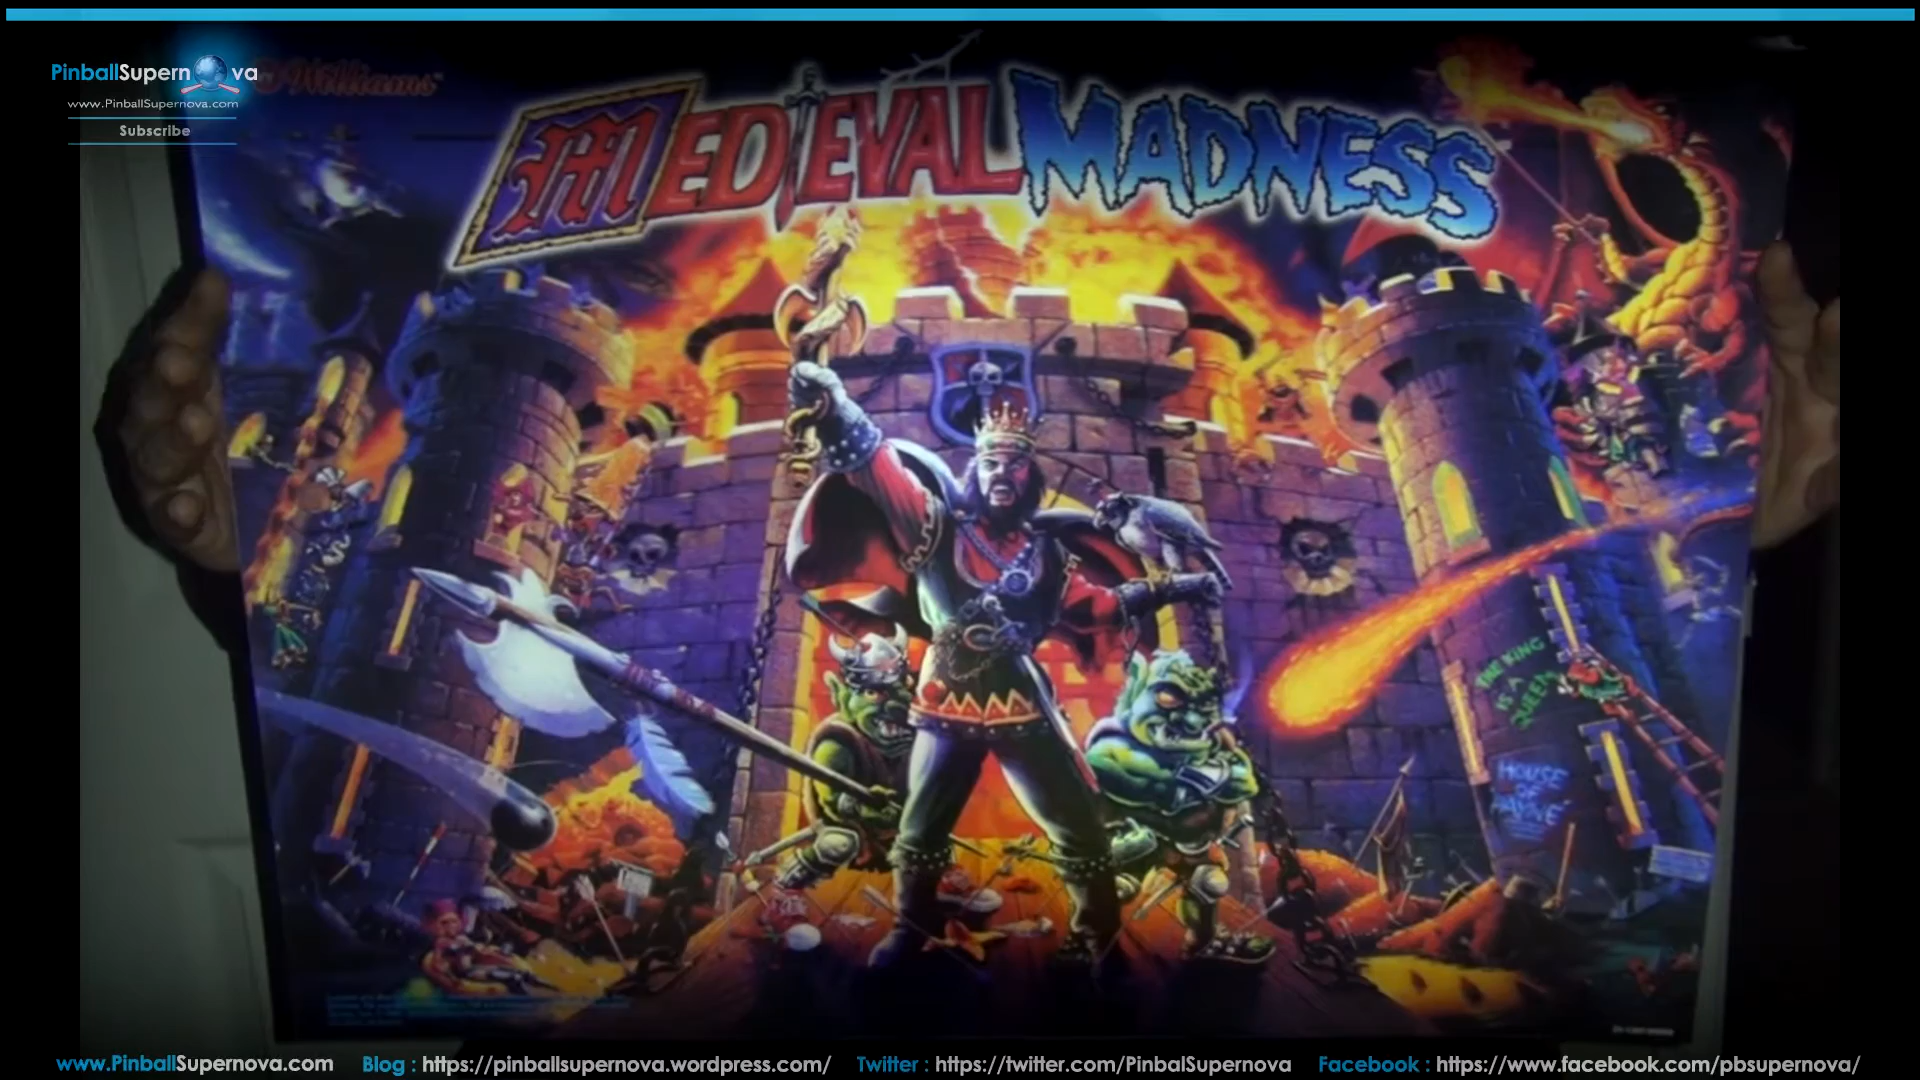 PinballSupernova
www.PinballSupernova.com
Subscribe
Williams
MEDIEVAL MADNESS
THE KING
IS A
QUEEN
HOUSE
OF
www.PinballSupernova.com Blog : https://pinballsupernova.wordpress.com/ Twitter : https://twitter.com/PinbalSupernova Facebook : https://www.facebook.com/pbsupernova/